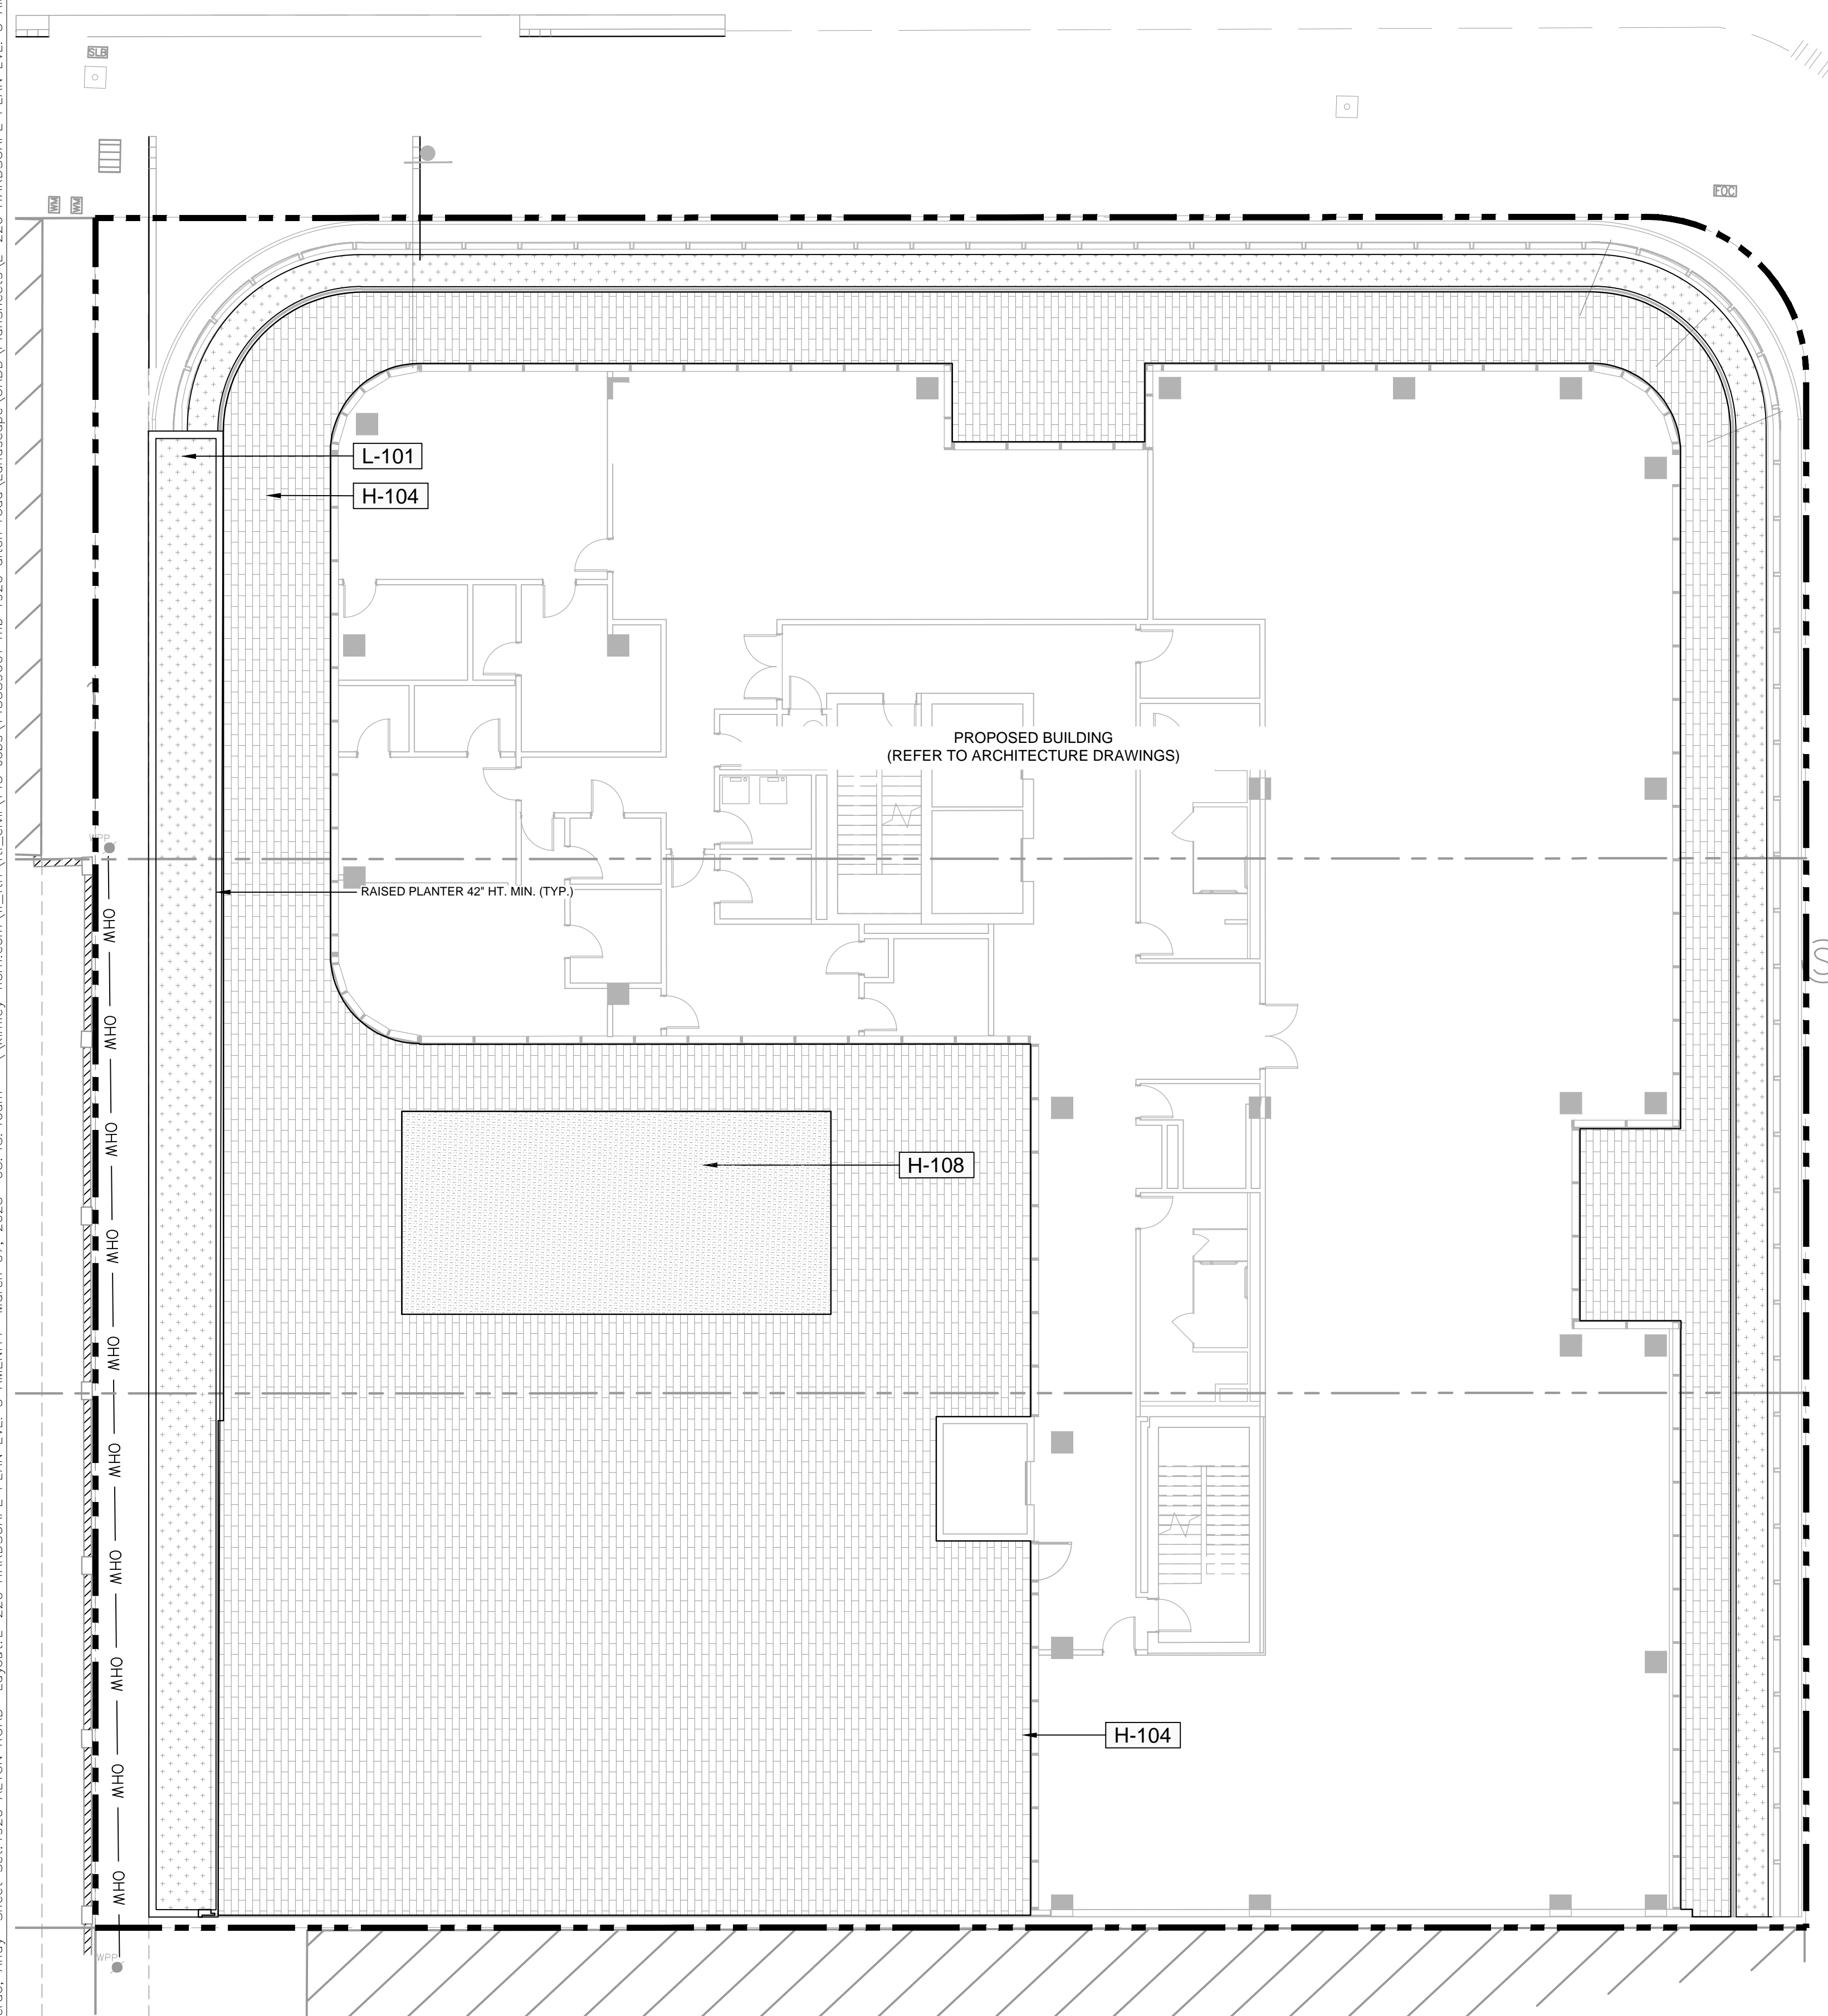 SLB
WM
WM
FOC
L-101
H-104
PROPOSED BUILDING
(REFER TO ARCHITECTURE DRAWINGS)
WPP
RAISED PLANTER 42" HT. MIN. (TYP.)
OHW
OHW
OHW
H-108
OHW
OHW
OHW
OHW
OHW
H-104
OHW
OHW
WPP